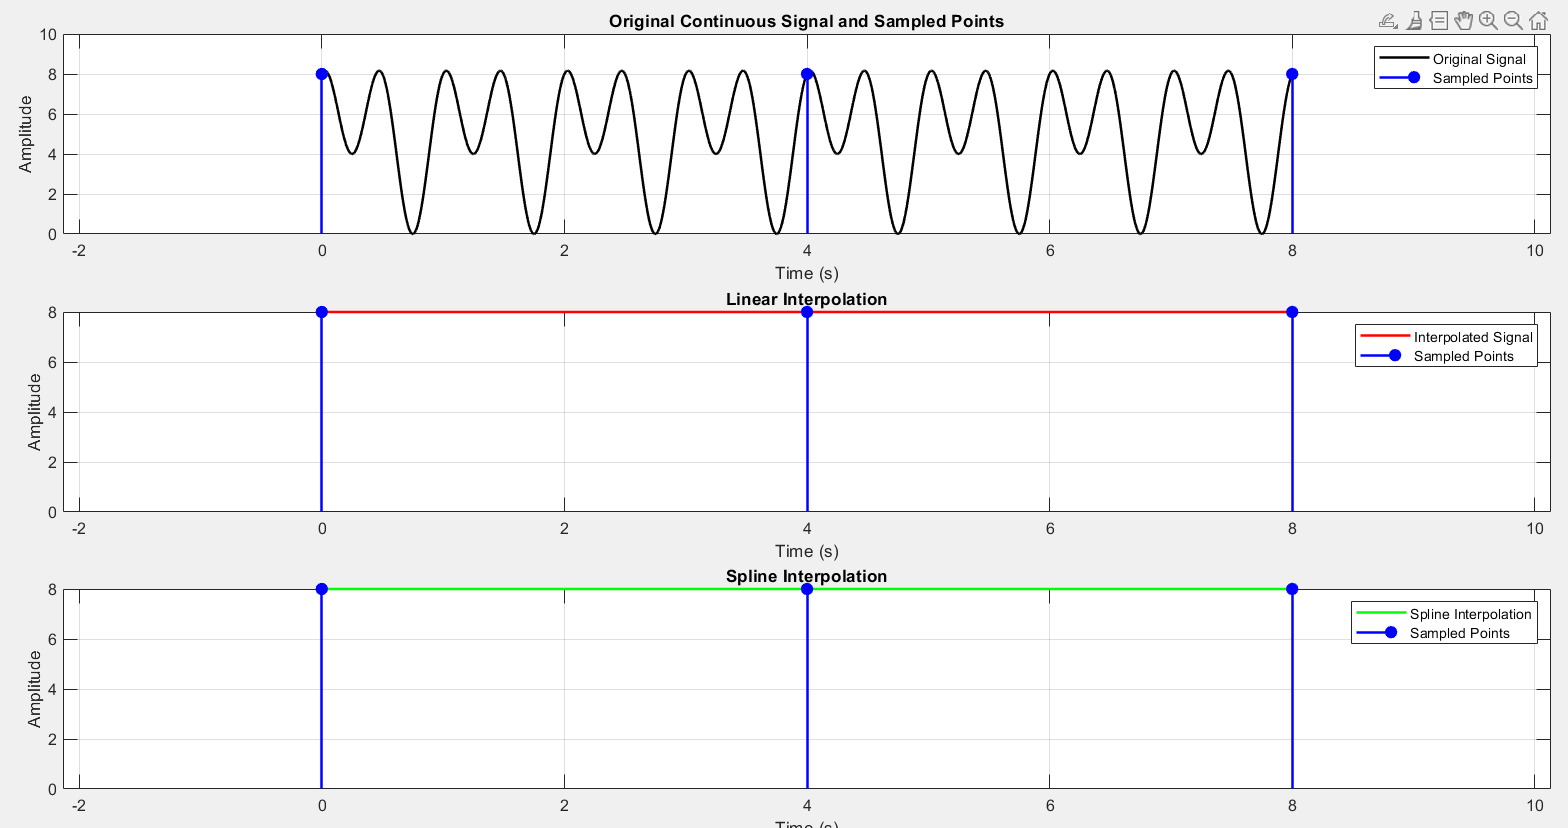 Original Continuous Signal and Sampled Points
10
8
6
4
2
0
Amplitude
Original Signal
Sampled Points
-2 0 2 4 6 8 10
Time (s)
Linear Interpolation
8
6
4
2
0
Amplitude
Interpolated Signal
Sampled Points
-2 0 2 4 6 8 10
Time (s)
Spline Interpolation
8
6
4
2
0
Amplitude
Spline Interpolation
Sampled Points
-2 0 2 4 6 8 10
Time (s)